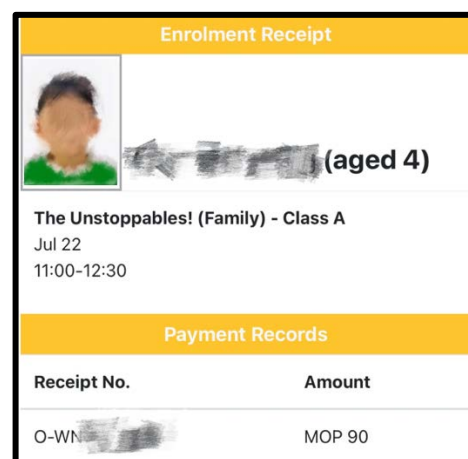 Enrolment Receipt
(aged 4)
The Unstoppables! (Family) - Class A
Jul 22
11:00-12:30
Payment Records
Receipt No. Amount
O-WN MOP 90